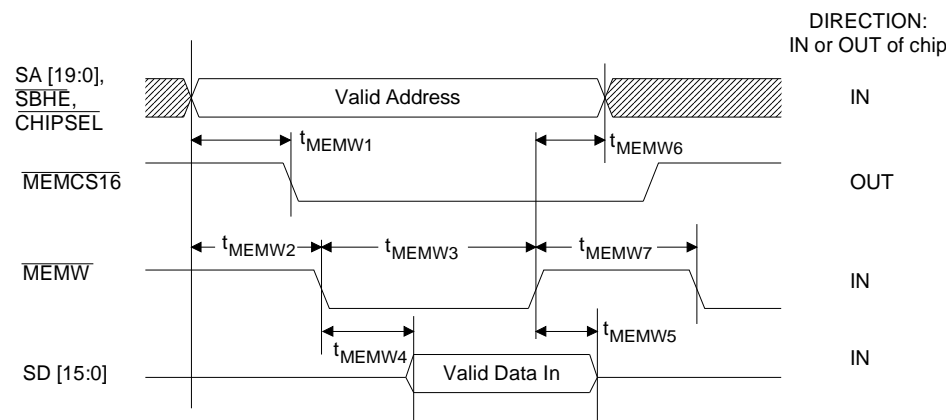 DIRECTION:
IN or OUT of chip
SA [19:0],
SBHE,
CHIPSEL
Valid Address
IN
tMEMW1
tMEMW6
MEMCS16
OUT
tMEMW2
tMEMW3
tMEMW7
MEMW
IN
tMEMW4
tMEMW5
IN
SD [15:0]
Valid Data In